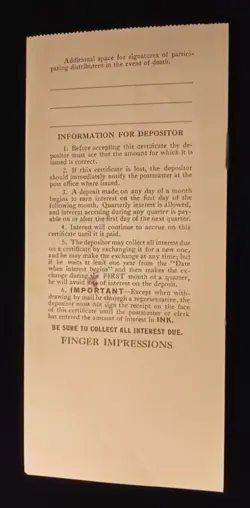 Additional space for signatures of partici-
pating distributees in the event of death.
INFORMATION FOR DEPOSITOR
1. Before accepting this certificate the de-
positor must see that the amount for which it is
issued is correct.
2. If this certificate is lost, the depositor
should immediately notify the postmaster at the
post office where issued.
3. A deposit made on any day of a month
begins to earn interest on the first day of the
following month. Quarterly interest is allowed,
and interest accruing during any quarter is pay-
able on or after the first day of the next quarter.
4. Interest will continue to accrue on this
certificate until it is paid.
5. The depositor may collect all interest due
on a certificate by exchanging it for a new one,
and he may make the exchange at any time; but
if he waits at least one year from the "Date
when interest begins" and then makes the ex-
change during the FIRST month of a quarter,
he will avoid loss of interest on the deposit.
6. IMPORTANT—Except when with-
drawing by mail or through a representative, the
depositor must not sign the receipt on the face
of this certificate until the postmaster or clerk
has entered the amount of interest in INK.
BE SURE TO COLLECT ALL INTEREST DUE.
FINGER IMPRESSIONS